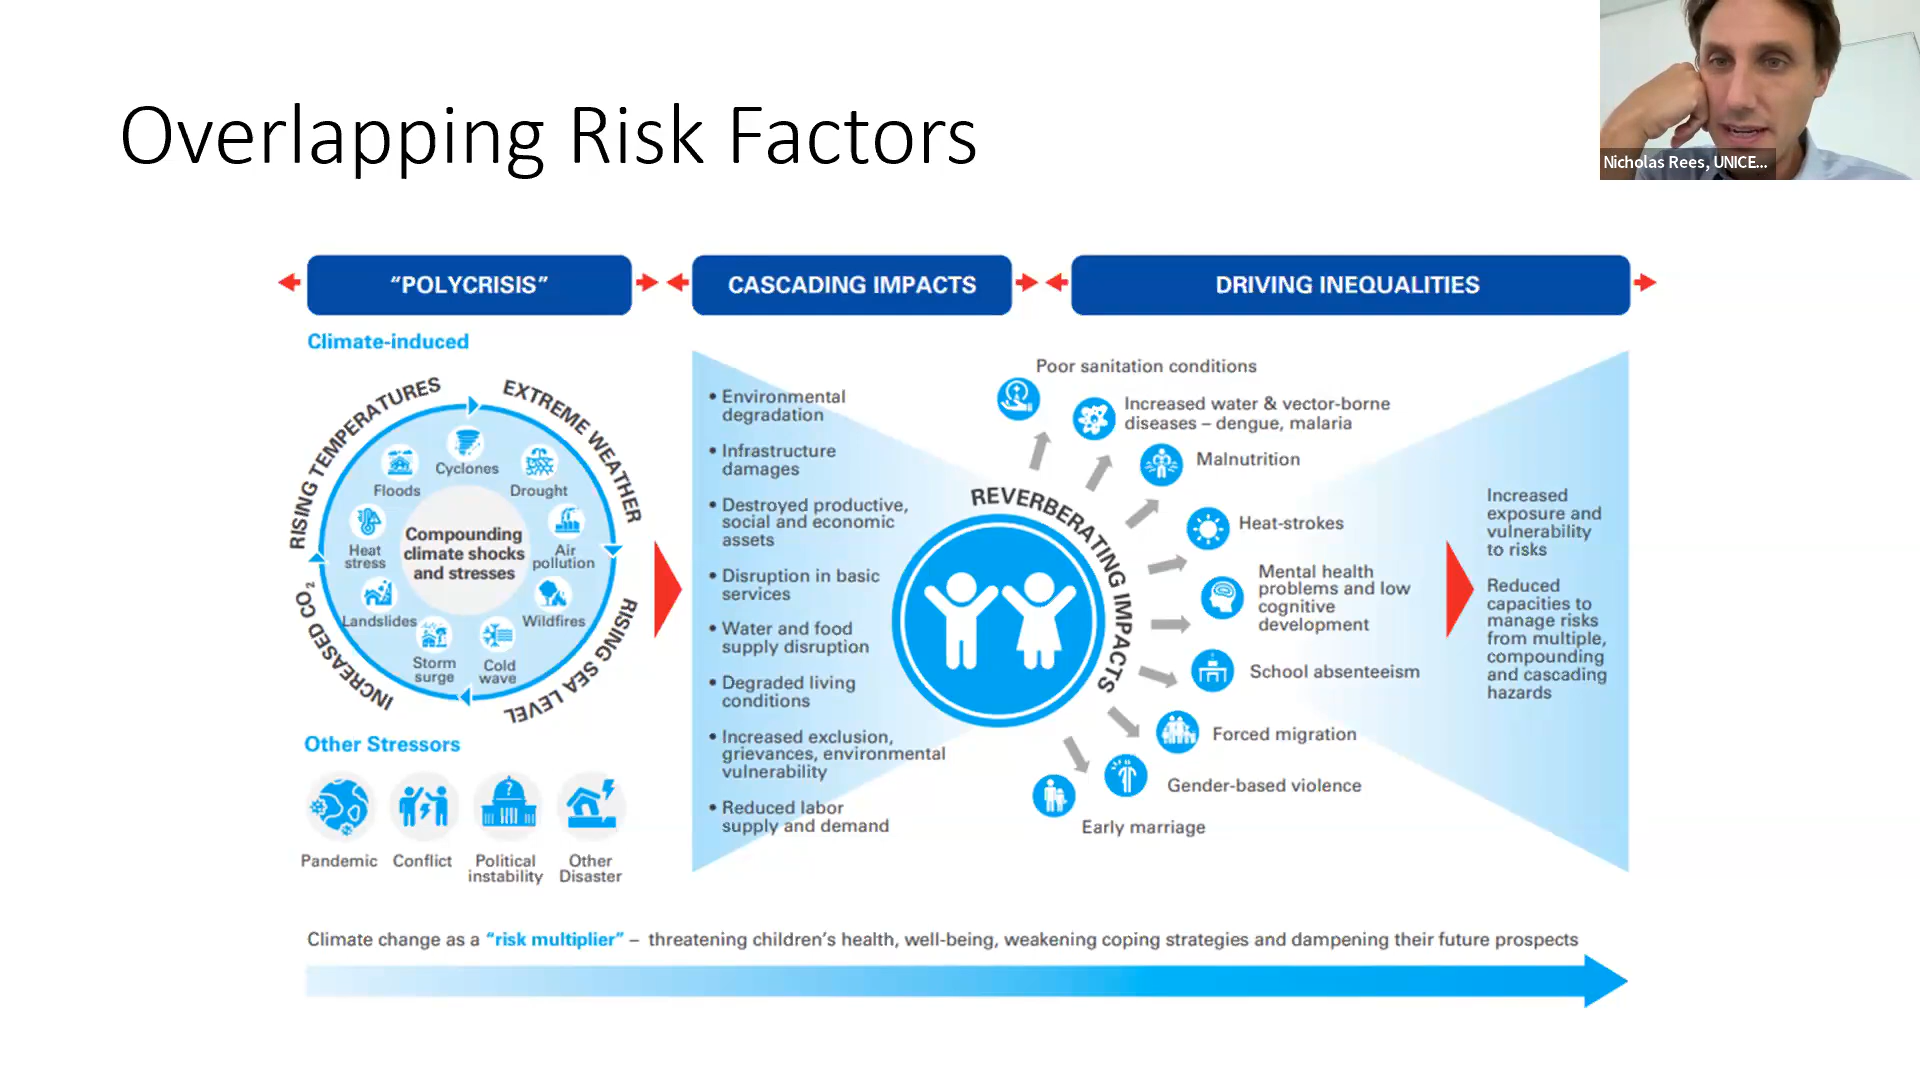 Overlapping Risk Factors
Nicholas Rees, UNICE...
“POLYCRISIS”
CASCADING IMPACTS
DRIVING INEQUALITIES
Climate-induced
RISING TEMPERATURES
EXTREME WEATHER
RISING SEA LEVEL
INCREASED CO₂
Cyclones
Floods
Drought
Heat
stress
Compounding
climate shocks
and stresses
Air
pollution
Landslides
Wildfires
Storm
surge
Cold
wave
Other Stressors
?
Pandemic
Conflict
Political
instability
Other
Disaster
• Environmental
degradation
• Infrastructure
damages
• Destroyed productive,
social and economic
assets
• Disruption in basic
services
• Water and food
supply disruption
• Degraded living
conditions
• Increased exclusion,
grievances, environmental
vulnerability
• Reduced labor
supply and demand
REVERBERATING IMPACTS
Poor sanitation conditions
Increased water & vector-borne
diseases – dengue, malaria
Malnutrition
Heat-strokes
Mental health
problems and low
cognitive
development
School absenteeism
Forced migration
Gender-based violence
Early marriage
Increased
exposure and
vulnerability
to risks
Reduced
capacities to
manage risks
from multiple,
compounding
and cascading
hazards
Climate change as a “risk multiplier” – threatening children’s health, well-being, weakening coping strategies and dampening their future prospects